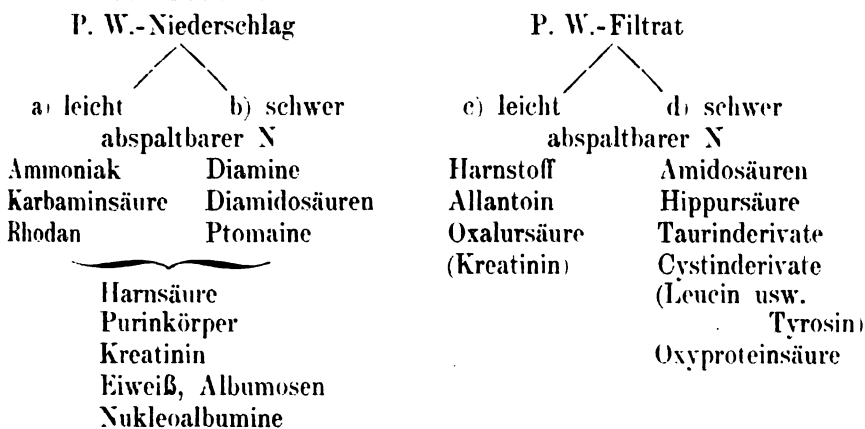 P. W.-Niederschlag P. W.-Filtrat
a) leicht b) schwer c) leicht d) schwer
abspaltbarer N abspaltbarer N
Ammoniak Diamine Harnstoff Amidosäuren
Karbaminsäure Diamidosäuren Allantoin Hippursäure
Rhodan Ptomaine Oxalursäure Taurinderivate
(Kreatinin) Cystinderivate
Harnsäure (Leucin usw.
Purinkörper Tyrosin)
Kreatinin Oxyproteinsäure
Eiweiß, Albumosen
Nukleoalbumine